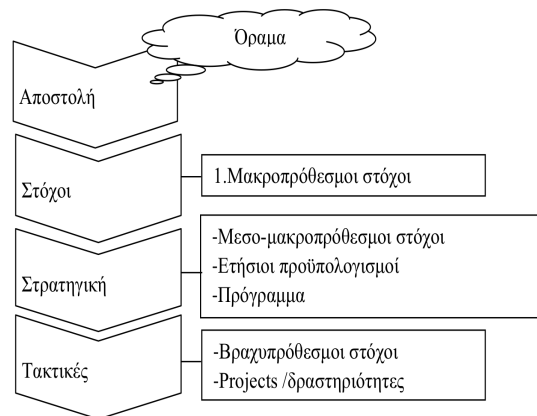 Όραμα
Αποστολή
Στόχοι
1.Μακροπρόθεσμοι στόχοι
Στρατηγική
-Μεσο-μακροπρόθεσμοι στόχοι
-Ετήσιοι προϋπολογισμοί
-Πρόγραμμα
Τακτικές
-Βραχυπρόθεσμοι στόχοι
-Projects /δραστηριότητες